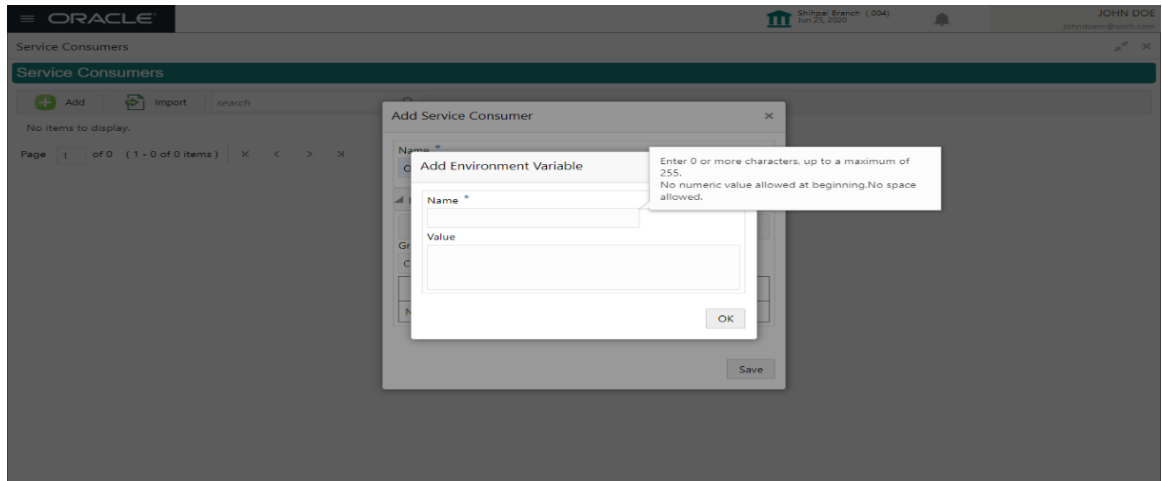 ORACLE
Shihpal Branch ( 004)
Jun 25, 2020
JOHN DOE
Service Consumers
Service Consumers
Add
Import
search
No items to display.
Page 1 of 0 ( 1 - 0 of 0 items )
Add Service Consumer
Name *
Add Environment Variable
Enter 0 or more characters, up to a maximum of
255.
No numeric value allowed at beginning.No space
allowed.
Name *
Value
OK
Save